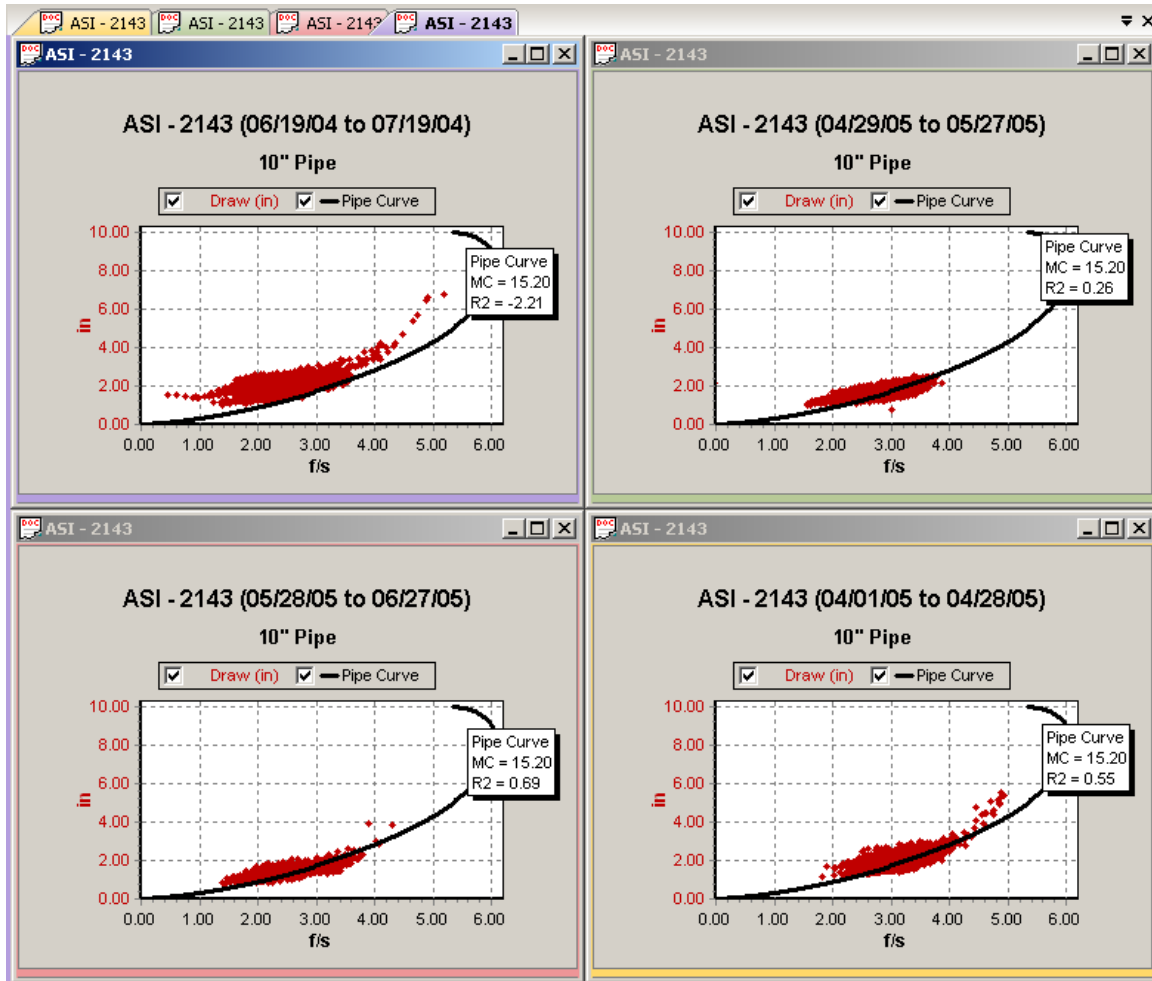 ASI - 2143 ASI - 2143 ASI - 2143 ASI - 2143
DOC ASI - 2143
ASI - 2143 (06/19/04 to 07/19/04)
10" Pipe
Draw (in) Pipe Curve
10.00
8.00
6.00
4.00
2.00
0.00
in
Pipe Curve
MC = 15.20
R2 = -2.21
0.00 1.00 2.00 3.00 4.00 5.00 6.00
f/s
DOC ASI - 2143
ASI - 2143 (04/29/05 to 05/27/05)
10" Pipe
Draw (in) Pipe Curve
10.00
8.00
6.00
4.00
2.00
0.00
in
Pipe Curve
MC = 15.20
R2 = 0.26
0.00 1.00 2.00 3.00 4.00 5.00 6.00
f/s
DOC ASI - 2143
ASI - 2143 (05/28/05 to 06/27/05)
10" Pipe
Draw (in) Pipe Curve
10.00
8.00
6.00
4.00
2.00
0.00
in
Pipe Curve
MC = 15.20
R2 = 0.69
0.00 1.00 2.00 3.00 4.00 5.00 6.00
f/s
DOC ASI - 2143
ASI - 2143 (04/01/05 to 04/28/05)
10" Pipe
Draw (in) Pipe Curve
10.00
8.00
6.00
4.00
2.00
0.00
in
Pipe Curve
MC = 15.20
R2 = 0.55
0.00 1.00 2.00 3.00 4.00 5.00 6.00
f/s